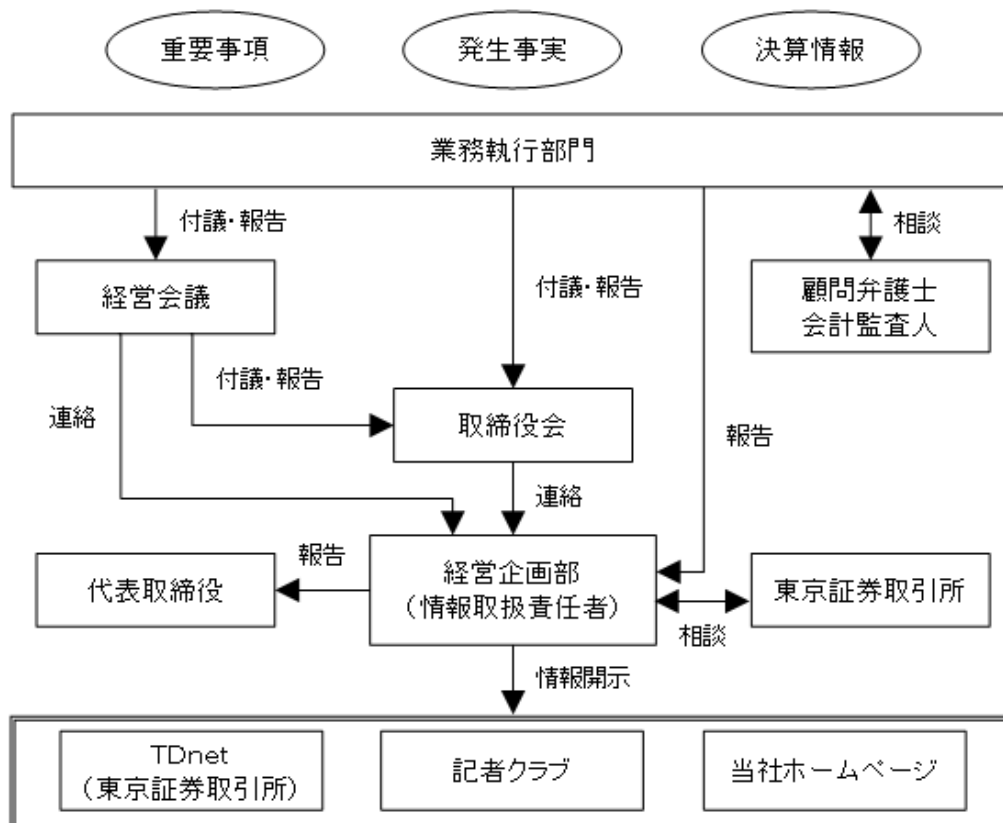 重要事項
発生事実
決算情報
業務執行部門
付議・報告
相談
経営会議
付議・報告
顧問弁護士
会計監査人
付議・報告
連絡
取締役会
報告
連絡
報告
代表取締役
経営企画部
（情報取扱責任者）
東京証券取引所
相談
情報開示
TDnet
（東京証券取引所）
記者クラブ
当社ホームページ